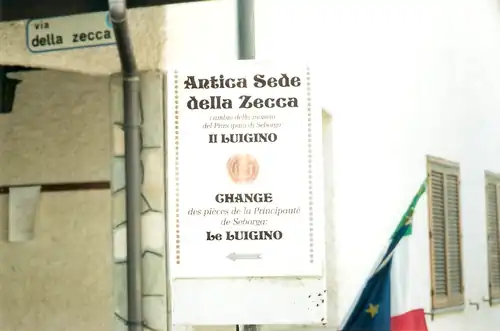 via
della zecca
Antica Sede
della Zecca
cambio della moneta
del Principato di Seborga
Il LUIGINO
CHANGE
des pièces de la Principauté
de Seborga:
Le LUIGINO